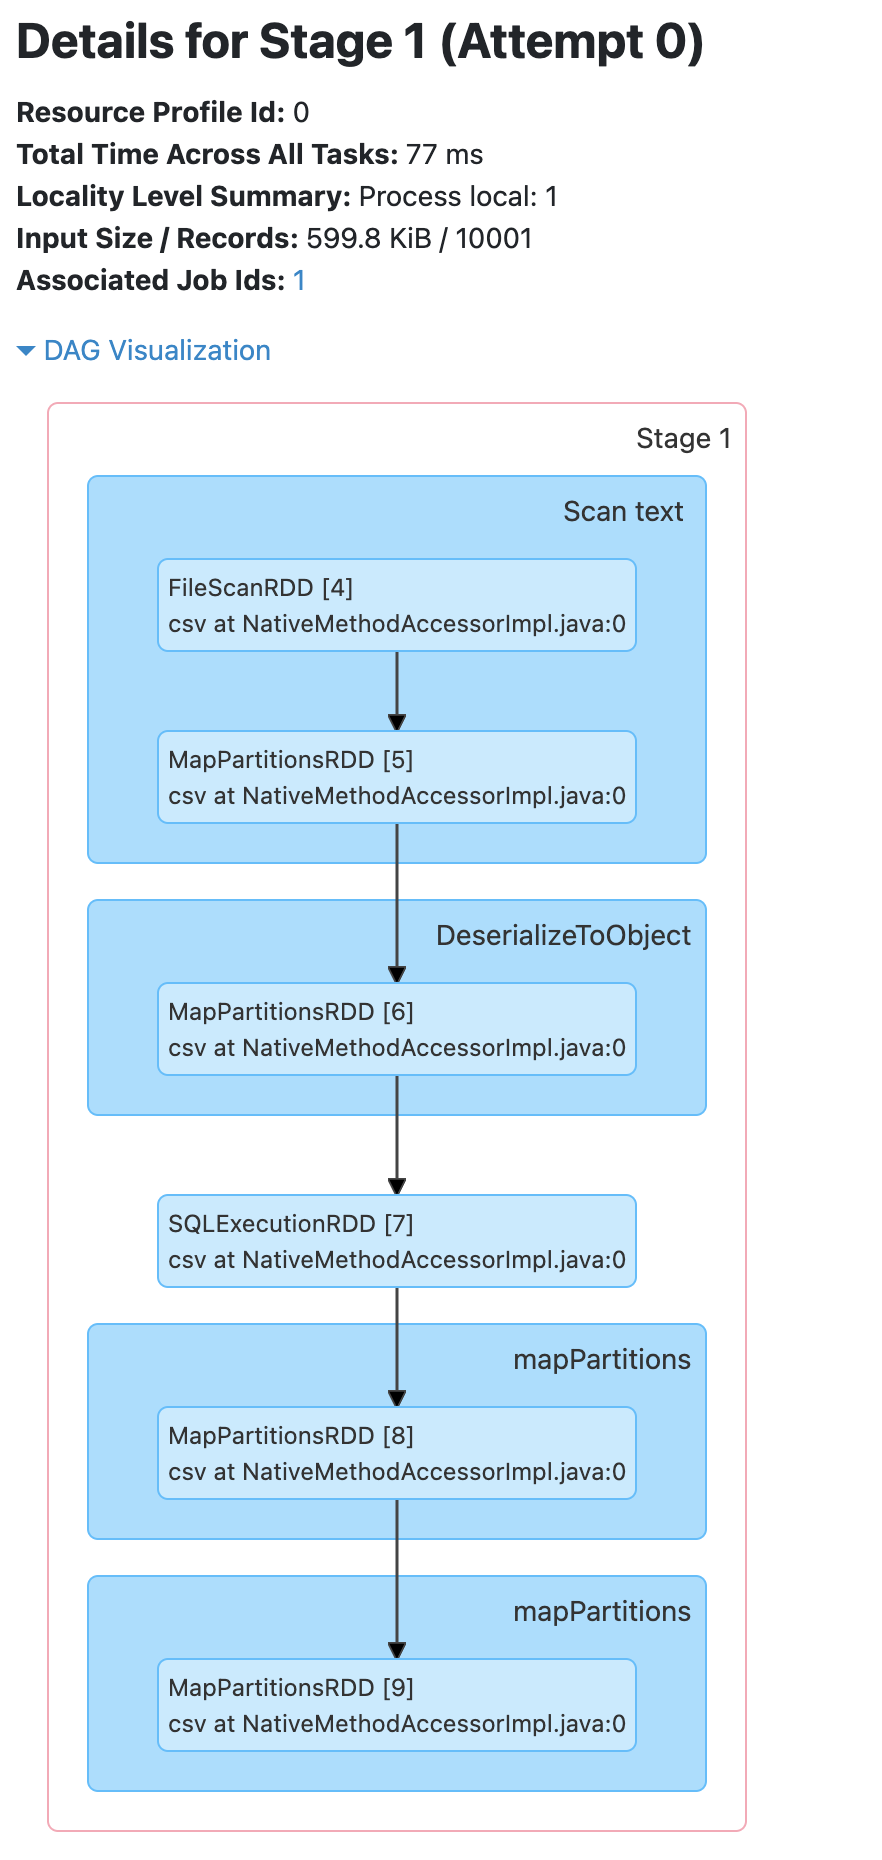 Details for Stage 1 (Attempt 0)
Resource Profile Id: 0
Total Time Across All Tasks: 77 ms
Locality Level Summary: Process local: 1
Input Size / Records: 599.8 KiB / 10001
Associated Job Ids: 1
DAG Visualization
Stage 1
Scan text
FileScanRDD [4]
csv at NativeMethodAccessorImpl.java:0
MapPartitionsRDD [5]
csv at NativeMethodAccessorImpl.java:0
DeserializeToObject
MapPartitionsRDD [6]
csv at NativeMethodAccessorImpl.java:0
SQLExecutionRDD [7]
csv at NativeMethodAccessorImpl.java:0
mapPartitions
MapPartitionsRDD [8]
csv at NativeMethodAccessorImpl.java:0
mapPartitions
MapPartitionsRDD [9]
csv at NativeMethodAccessorImpl.java:0